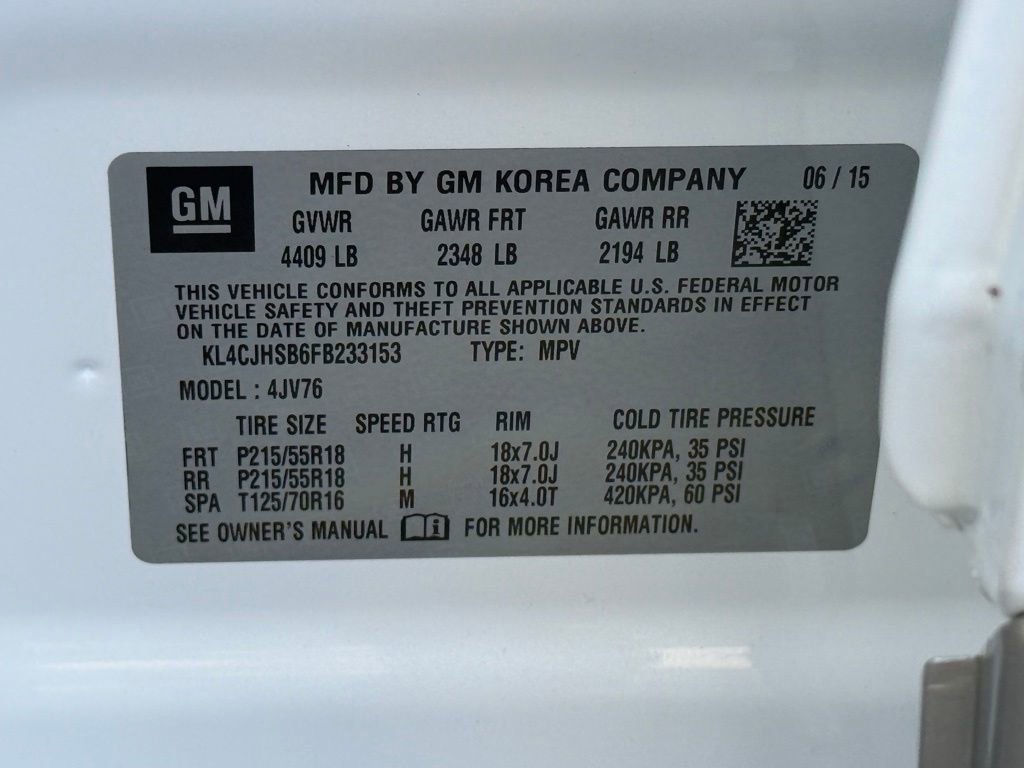 GM
MFD BY GM KOREA COMPANY 06 / 15
GVWR GAWR FRT GAWR RR
4409 LB 2348 LB 2194 LB
THIS VEHICLE CONFORMS TO ALL APPLICABLE U.S. FEDERAL MOTOR
VEHICLE SAFETY AND THEFT PREVENTION STANDARDS IN EFFECT
ON THE DATE OF MANUFACTURE SHOWN ABOVE.
KL4CJHSB6FB233153 TYPE: MPV
MODEL : 4JV76
TIRE SIZE SPEED RTG RIM COLD TIRE PRESSURE
FRT P215/55R18 H 18x7.0J 240KPA, 35 PSI
RR P215/55R18 H 18x7.0J 240KPA, 35 PSI
SPA T125/70R16 M 16x4.0T 420KPA, 60 PSI
SEE OWNER'S MANUAL i FOR MORE INFORMATION.